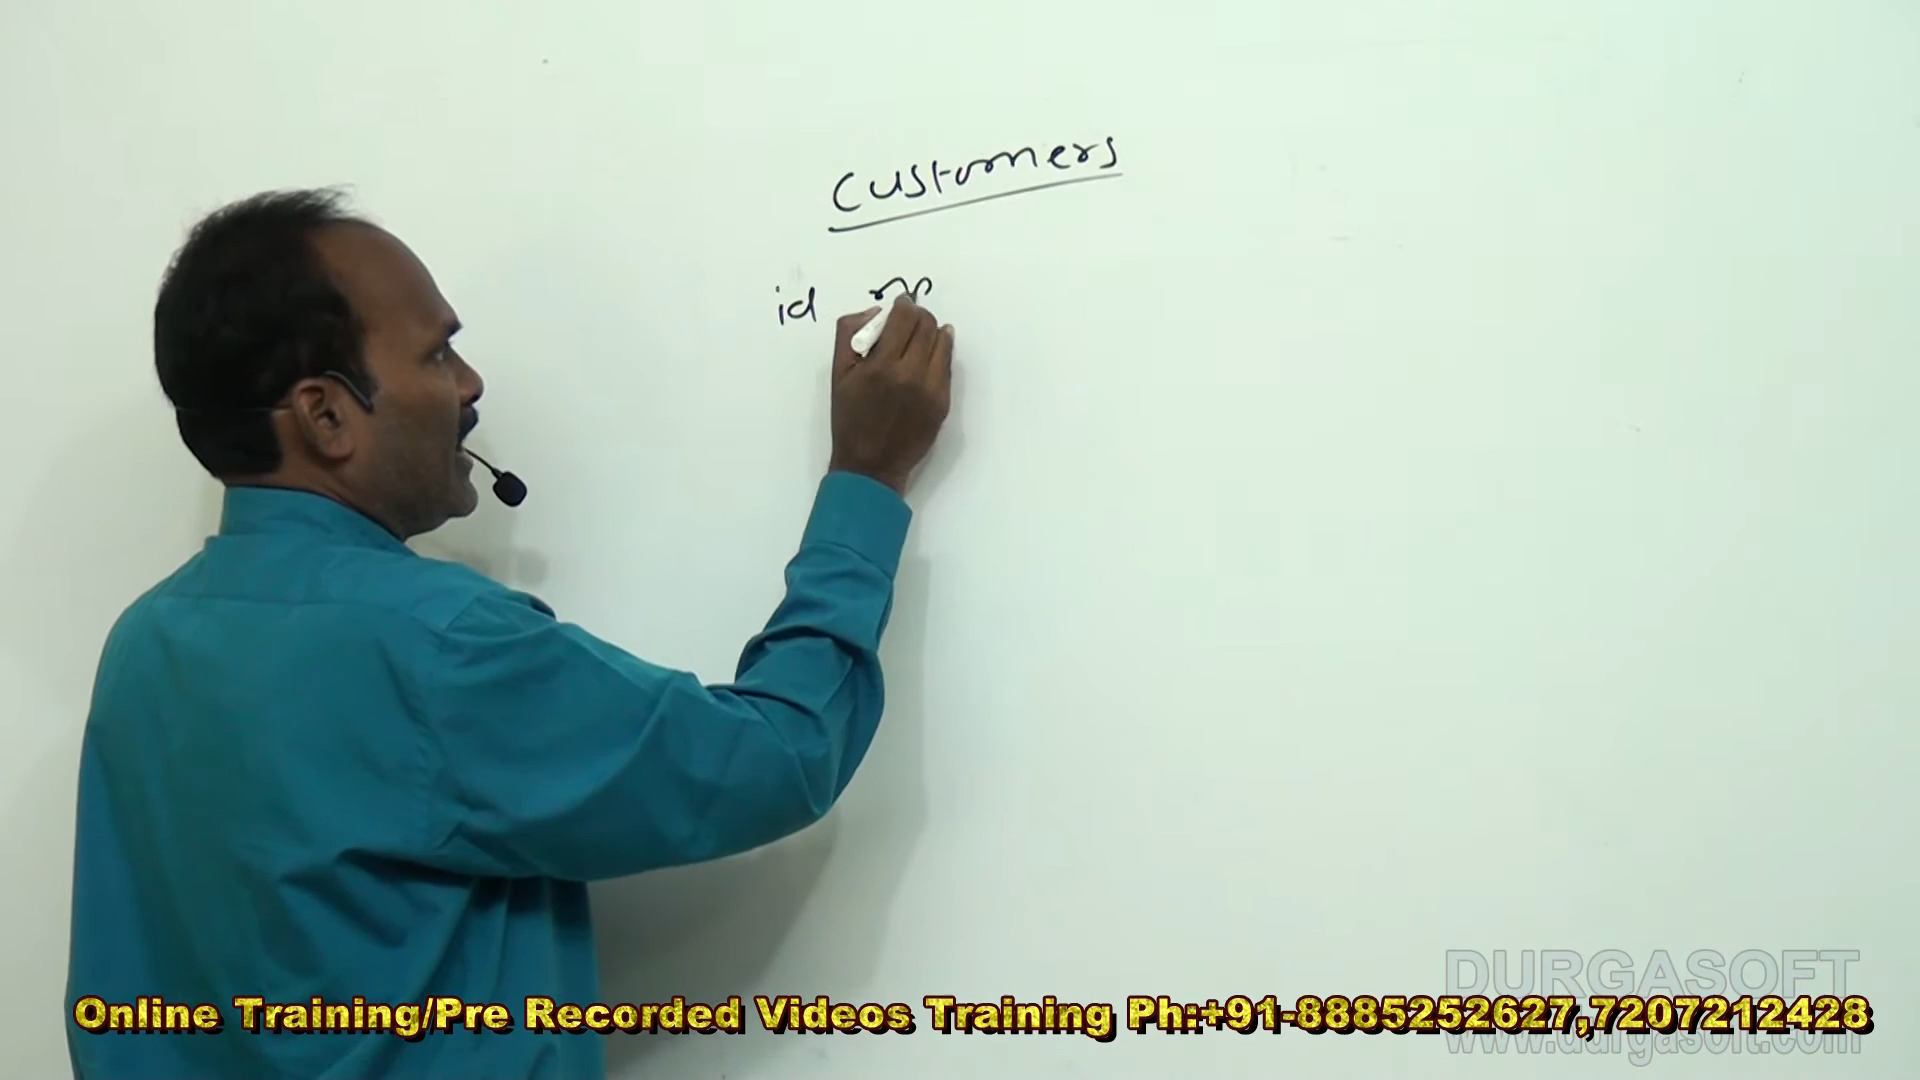 Customers
id
DURGASOFT
Online Training/Pre Recorded Videos Training Ph:+91-8885252627,7207212428
www.durgasoft.com